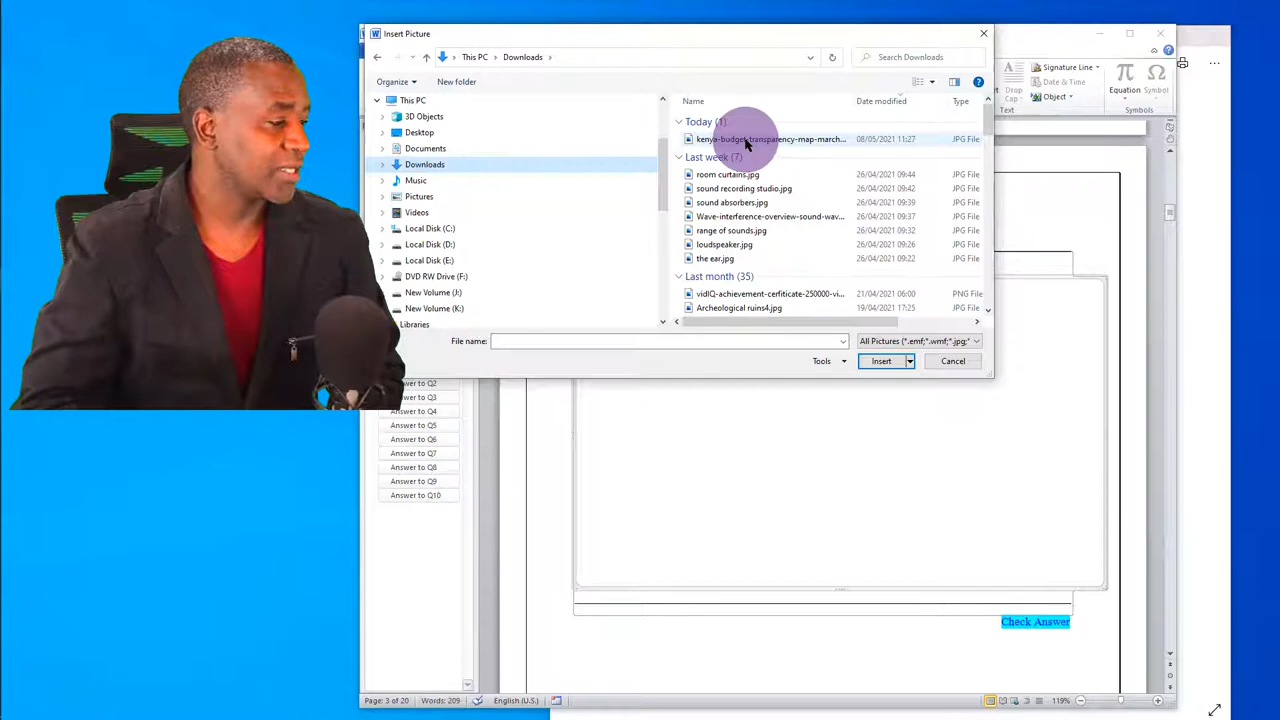 Insert Picture
This PC > Downloads >
Search Downloads
Organize
New folder
Name
Date modified
Type
This PC
3D Objects
Desktop
Documents
Downloads
Music
Pictures
Videos
Local Disk (C:)
Local Disk (D:)
Local Disk (E:)
DVD RW Drive (F:)
New Volume (J:)
New Volume (K:)
Libraries
Today (1)
kenya-budget-transparency-map-march... 08/05/2021 11:27 JPG File
Last week (7)
room curtains.jpg 26/04/2021 09:44 JPG File
sound recording studio.jpg 26/04/2021 09:42 JPG File
sound absorbers.jpg 26/04/2021 09:39 JPG File
Wave-interference-overview-sound-wav... 26/04/2021 09:37 JPG File
range of sounds.jpg 26/04/2021 09:32 JPG File
loudspeaker.jpg 26/04/2021 09:26 JPG File
the ear.jpg 26/04/2021 09:22 JPG File
Last month (35)
vidIQ-achievement-cerfiticate-250000-vi... 21/04/2021 06:00 PNG File
Archeological ruins4.jpg 19/04/2021 17:25 JPG File
File name:
All Pictures (*.emf;*.wmf;*.jpg;*
Tools
Insert
Cancel
Signature Line
Date & Time
Object
Drop
Cap
Text
Equation
Symbol
Symbols
Answer to Q2
Answer to Q3
Answer to Q4
Answer to Q5
Answer to Q6
Answer to Q7
Answer to Q8
Answer to Q9
Answer to Q10
Check Answer
Page: 3 of 20
Words: 209
English (U.S.)
119%